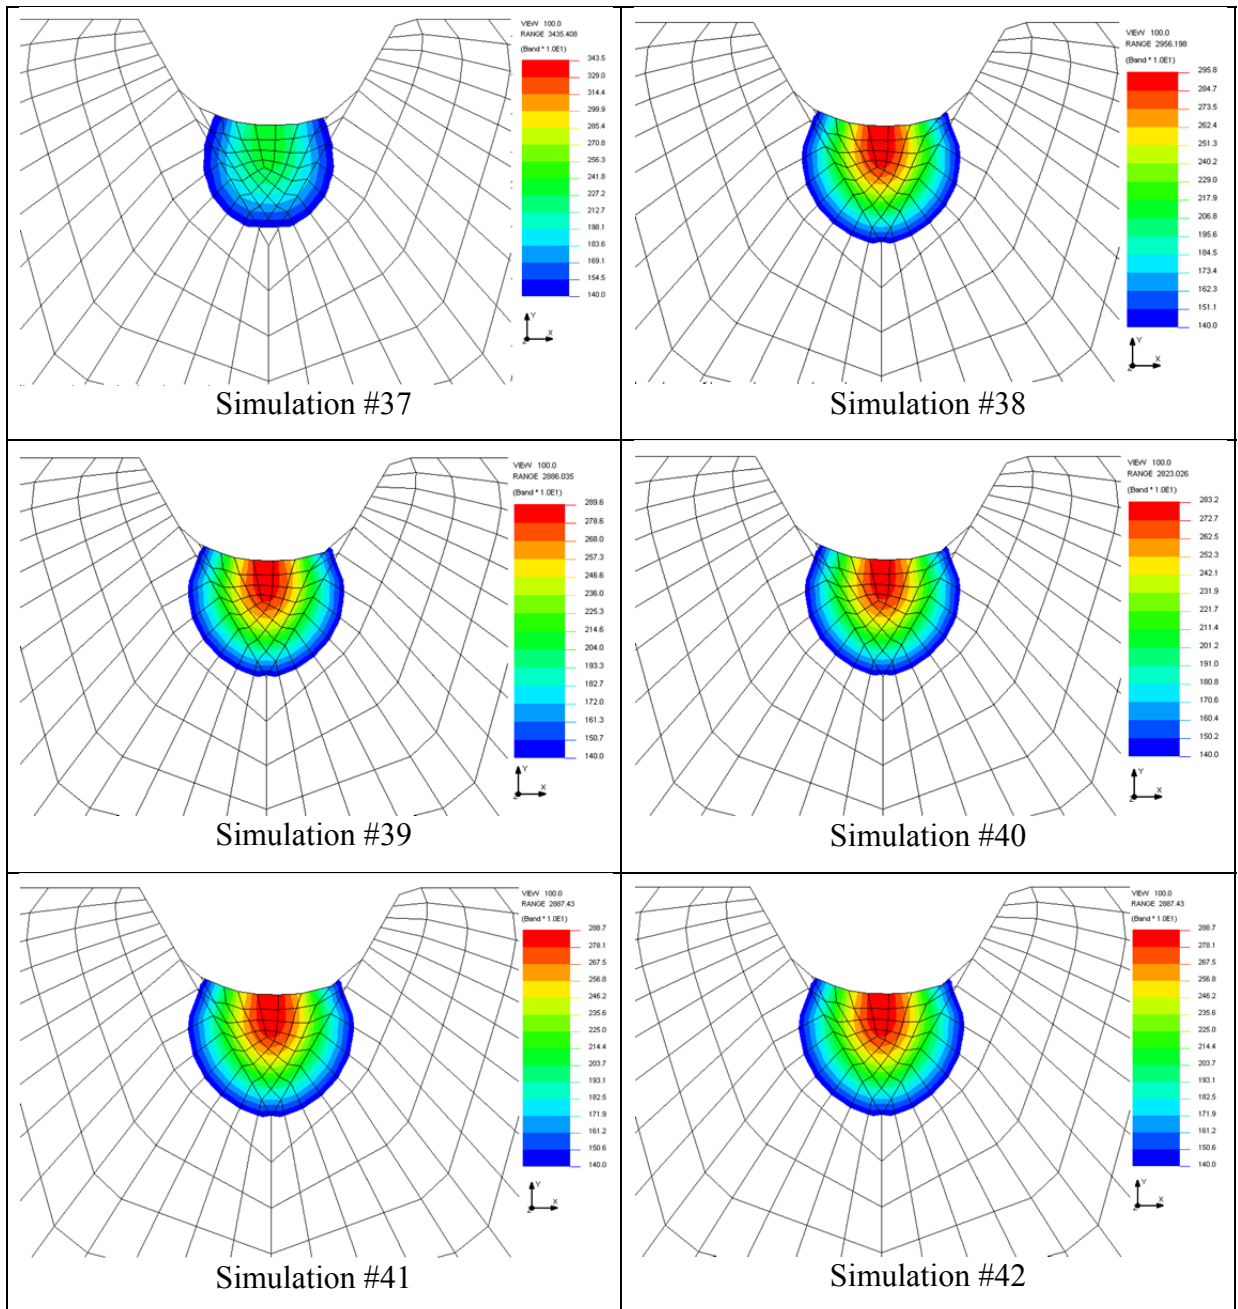 VIEW 100.0
RANGE 3435.408
(Band * 1.0E1)
343.5
329.0
314.4
299.9
285.4
270.8
256.3
241.8
227.2
212.7
198.1
183.6
169.1
154.5
140.0
Y
X
Z
Simulation #37
VIEW 100.0
RANGE 2956.198
(Band * 1.0E1)
295.8
284.7
273.5
262.4
251.3
240.2
229.0
217.9
206.8
195.6
184.5
173.4
162.3
151.1
140.0
Y
X
Z
Simulation #38
VIEW 100.0
RANGE 2886.035
(Band * 1.0E1)
289.6
278.6
268.0
257.3
246.6
236.0
225.3
214.6
204.0
193.3
182.7
172.0
161.3
150.7
140.0
Y
X
Z
Simulation #39
VIEW 100.0
RANGE 2823.026
(Band * 1.0E1)
283.2
272.7
262.5
252.3
242.1
231.9
221.7
211.4
201.2
191.0
180.8
170.6
160.4
150.2
140.0
Y
X
Z
Simulation #40
VIEW 100.0
RANGE 2887.43
(Band * 1.0E1)
288.7
278.1
267.5
256.8
246.2
235.6
225.0
214.4
203.7
193.1
182.5
171.9
161.2
150.6
140.0
Y
X
Z
Simulation #41
VIEW 100.0
RANGE 2887.43
(Band * 1.0E1)
288.7
278.1
267.5
256.8
246.2
235.6
225.0
214.4
203.7
193.1
182.5
171.9
161.2
150.6
140.0
Y
X
Z
Simulation #42